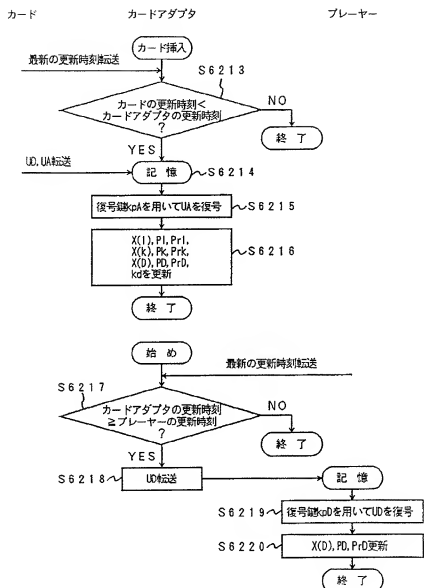 カード
カードアダプタ
プレーヤー
カード挿入
最新の更新時刻転送
S6213
カードの更新時刻<
カードアダプタの更新時刻
?
NO
終了
YES
UD,UA転送
記憶
S6214
復号鍵kpAを用いてUAを復号
S6215
X(I),PI,PrI,
X(k),Pk,Prk,
X(D),PD,PrD,
kdを更新
S6216
終了
始め
最新の更新時刻転送
S6217
カードアダプタの更新時刻
≧プレーヤーの更新時刻
?
NO
終了
YES
S6218
UD転送
記憶
S6219
復号鍵kpDを用いてUDを復号
S6220
X(D),PD,PrD更新
終了